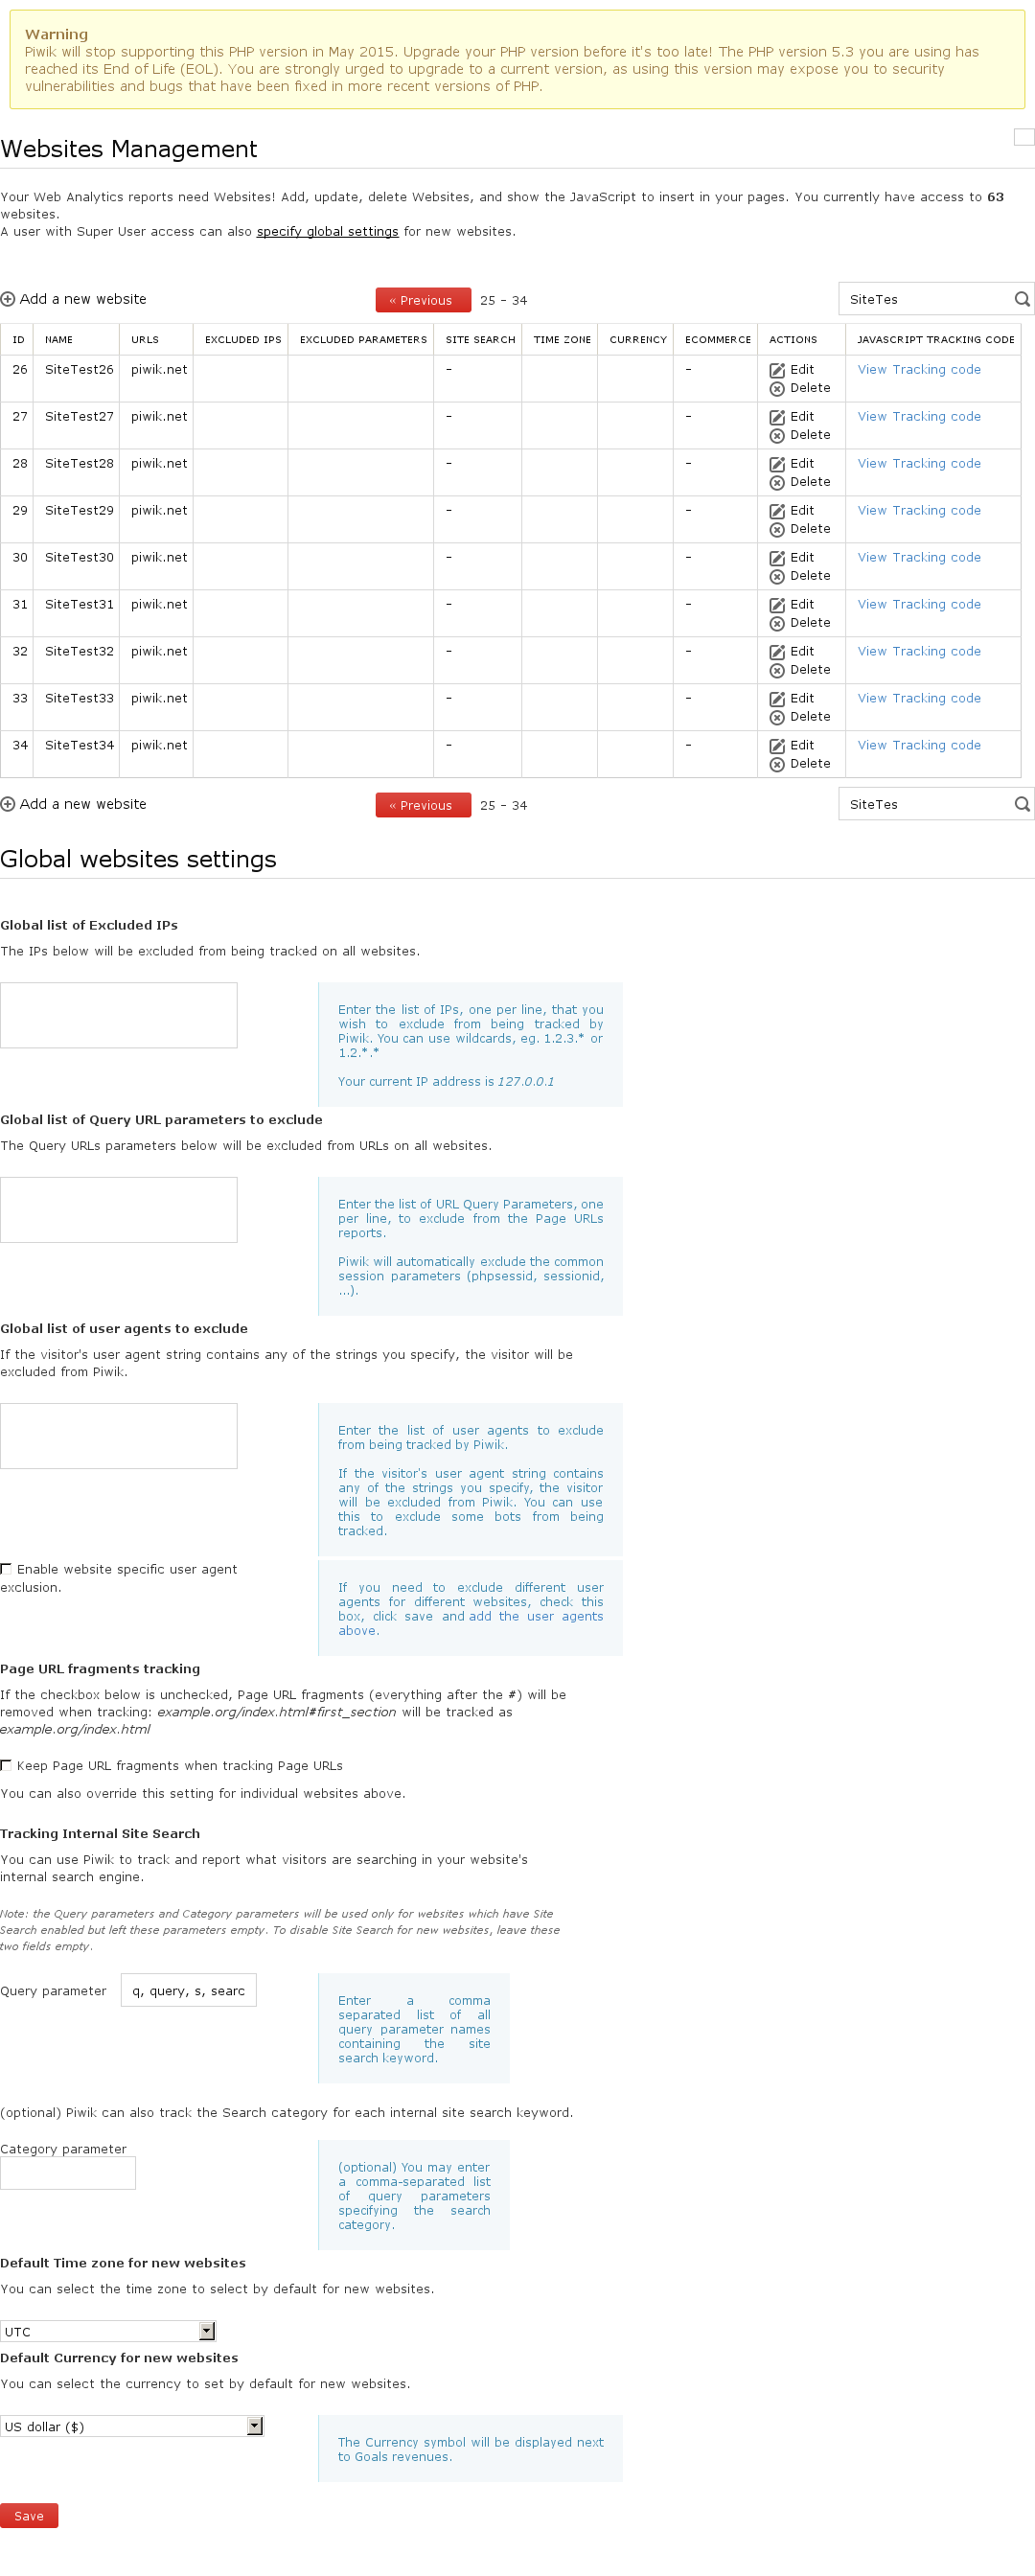 Warning
Piwik will stop supporting this PHP version in May 2015. Upgrade your PHP version before it's too late! The PHP version 5.3 you are using has
reached its End of Life (EOL). You are strongly urged to upgrade to a current version, as using this version may expose you to security
vulnerabilities and bugs that have been fixed in more recent versions of PHP.
Websites Management
Your Web Analytics reports need Websites! Add, update, delete Websites, and show the JavaScript to insert in your pages. You currently have access to 63
websites.
A user with Super User access can also specify global settings for new websites.
Add a new website « Previous 25 - 34 SiteTes
ID NAME URLS EXCLUDED IPS EXCLUDED PARAMETERS SITE SEARCH TIME ZONE CURRENCY ECOMMERCE ACTIONS JAVASCRIPT TRACKING CODE
26 SiteTest26 piwik.net - - Edit View Tracking code
Delete
27 SiteTest27 piwik.net - - Edit View Tracking code
Delete
28 SiteTest28 piwik.net - - Edit View Tracking code
Delete
29 SiteTest29 piwik.net - - Edit View Tracking code
Delete
30 SiteTest30 piwik.net - - Edit View Tracking code
Delete
31 SiteTest31 piwik.net - - Edit View Tracking code
Delete
32 SiteTest32 piwik.net - - Edit View Tracking code
Delete
33 SiteTest33 piwik.net - - Edit View Tracking code
Delete
34 SiteTest34 piwik.net - - Edit View Tracking code
Delete
Add a new website « Previous 25 - 34 SiteTes
Global websites settings
Global list of Excluded IPs
The IPs below will be excluded from being tracked on all websites.
Enter the list of IPs, one per line, that you
wish to exclude from being tracked by
Piwik. You can use wildcards, eg. 1.2.3.* or
1.2.*.*
Your current IP address is 127.0.0.1
Global list of Query URL parameters to exclude
The Query URLs parameters below will be excluded from URLs on all websites.
Enter the list of URL Query Parameters, one
per line, to exclude from the Page URLs
reports.
Piwik will automatically exclude the common
session parameters (phpsessid, sessionid,
...).
Global list of user agents to exclude
If the visitor's user agent string contains any of the strings you specify, the visitor will be
excluded from Piwik.
Enter the list of user agents to exclude
from being tracked by Piwik.
If the visitor's user agent string contains
any of the strings you specify, the visitor
will be excluded from Piwik. You can use
this to exclude some bots from being
tracked.
Enable website specific user agent
exclusion.
If you need to exclude different user
agents for different websites, check this
box, click save and add the user agents
above.
Page URL fragments tracking
If the checkbox below is unchecked, Page URL fragments (everything after the #) will be
removed when tracking: example.org/index.html#first_section will be tracked as
example.org/index.html
Keep Page URL fragments when tracking Page URLs
You can also override this setting for individual websites above.
Tracking Internal Site Search
You can use Piwik to track and report what visitors are searching in your website's
internal search engine.
Note: the Query parameters and Category parameters will be used only for websites which have Site
Search enabled but left these parameters empty. To disable Site Search for new websites, leave these
two fields empty.
Query parameter q, query, s, searc
Enter a comma
separated list of all
query parameter names
containing the site
search keyword.
(optional) Piwik can also track the Search category for each internal site search keyword.
Category parameter
(optional) You may enter
a comma-separated list
of query parameters
specifying the search
category.
Default Time zone for new websites
You can select the time zone to select by default for new websites.
UTC
Default Currency for new websites
You can select the currency to set by default for new websites.
US dollar ($)
The Currency symbol will be displayed next
to Goals revenues.
Save